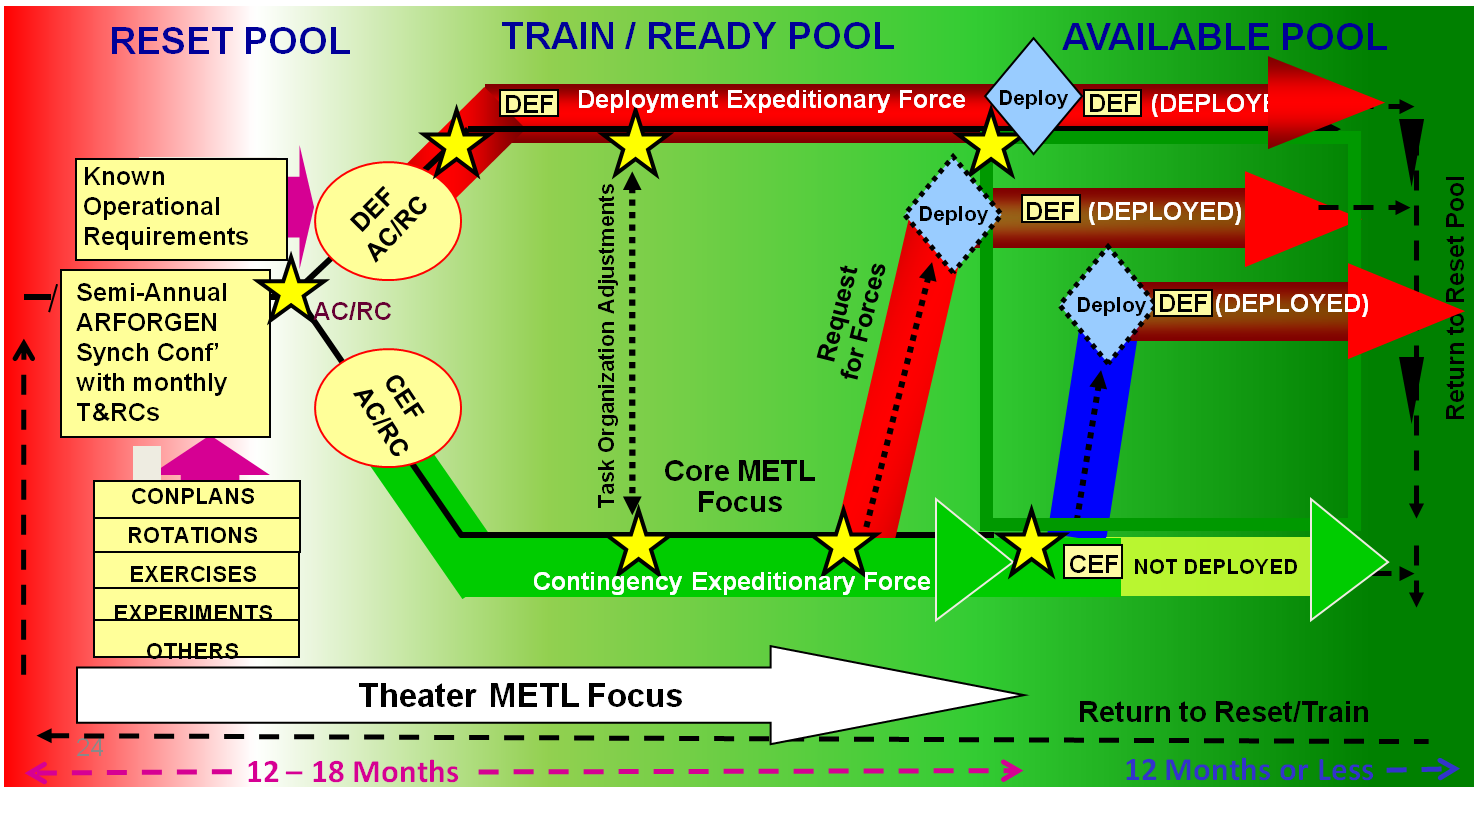 RESET POOL
TRAIN / READY POOL
AVAILABLE POOL
DEF
Deployment Expeditionary Force
Deploy
DEF
(DEPLOYE
Known
Operational
Requirements
DEF
AC/RC
Deploy
DEF
(DEPLOYED)
Semi-Annual
ARFORGEN
Synch Conf’
with monthly
T&RCs
AC/RC
Task Organization Adjustments
Request
for Forces
Deploy
DEF
(DEPLOYED)
Return to Reset Pool
CEF
AC/RC
Core METL
Focus
CONPLANS
ROTATIONS
EXERCISES
EXPERIMENTS
OTHERS
Contingency Expeditionary Force
CEF
NOT DEPLOYED
Theater METL Focus
Return to Reset/Train
24
12 – 18 Months
12 Months or Less